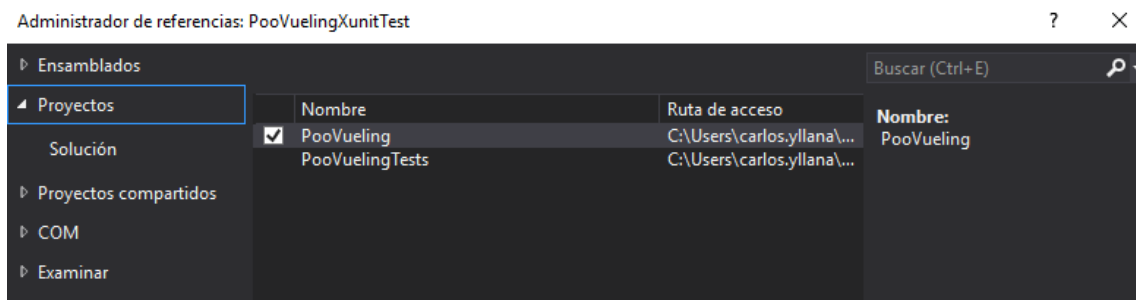 Administrador de referencias: PooVuelingXunitTest ? ×
Ensamblados
Proyectos
Solución
Proyectos compartidos
COM
Examinar
Nombre Ruta de acceso
PooVueling C:\Users\carlos.yllana\...
PooVuelingTests C:\Users\carlos.yllana\...
Buscar (Ctrl+E)
Nombre:
PooVueling